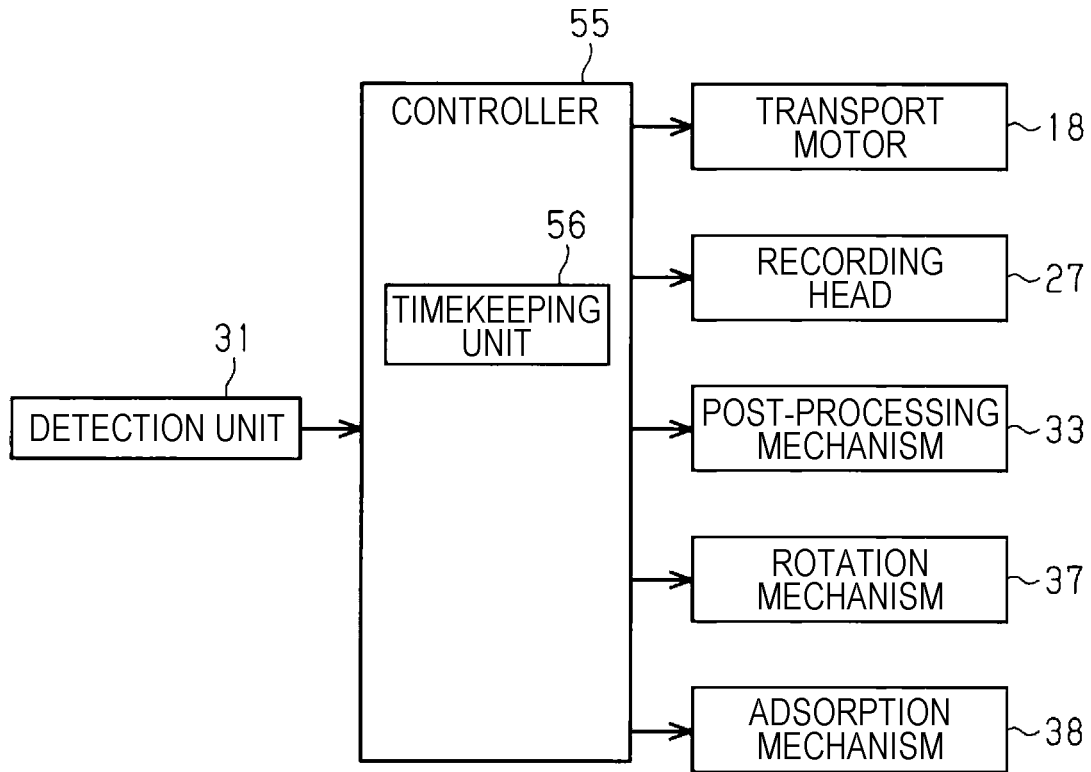 55
CONTROLLER
TRANSPORT
MOTOR
18
56
TIMEKEEPING
UNIT
RECORDING
HEAD
27
31
DETECTION UNIT
POST-PROCESSING
MECHANISM
33
ROTATION
MECHANISM
37
ADSORPTION
MECHANISM
38